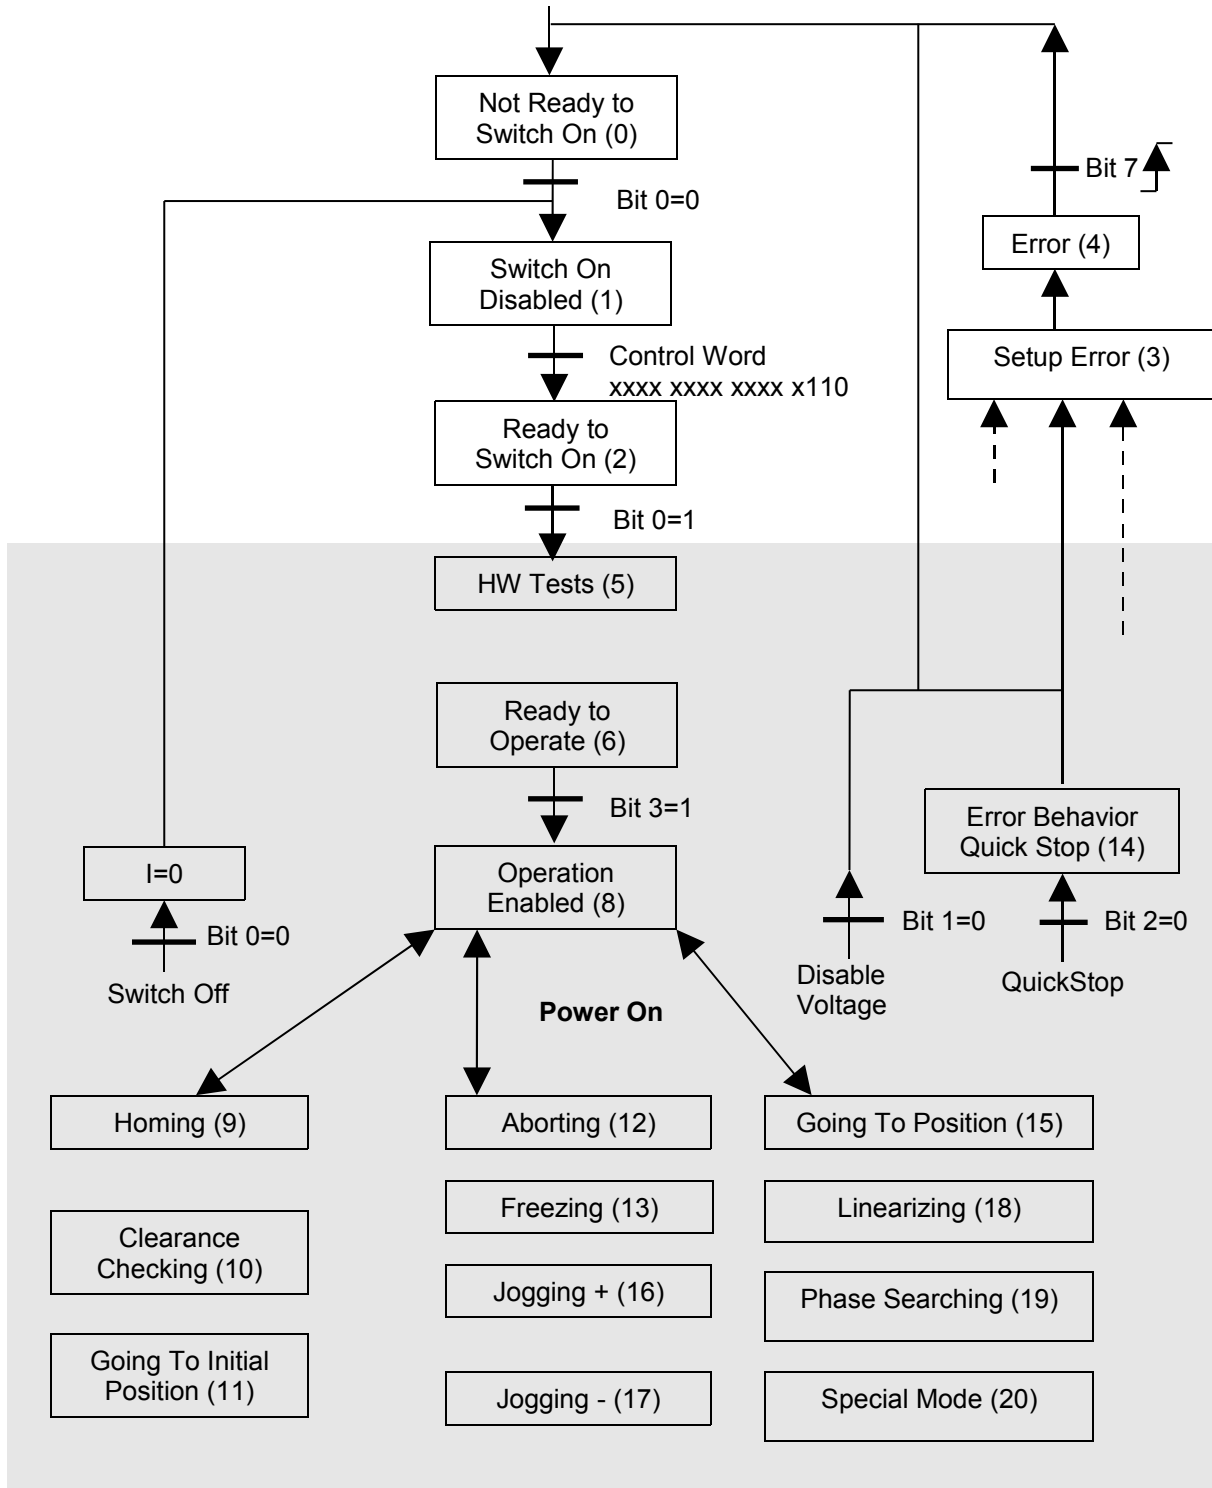 Not Ready to
Switch On (0)
Bit 0=0
Bit 7
Error (4)
Switch On
Disabled (1)
Control Word
xxxx xxxx xxxx x110
Setup Error (3)
Ready to
Switch On (2)
Bit 0=1
HW Tests (5)
Ready to
Operate (6)
Bit 3=1
Error Behavior
Quick Stop (14)
I=0
Operation
Enabled (8)
Bit 0=0
Bit 1=0
Bit 2=0
Switch Off
Disable
Voltage
QuickStop
Power On
Homing (9)
Aborting (12)
Going To Position (15)
Clearance
Checking (10)
Freezing (13)
Linearizing (18)
Jogging + (16)
Phase Searching (19)
Going To Initial
Position (11)
Jogging - (17)
Special Mode (20)